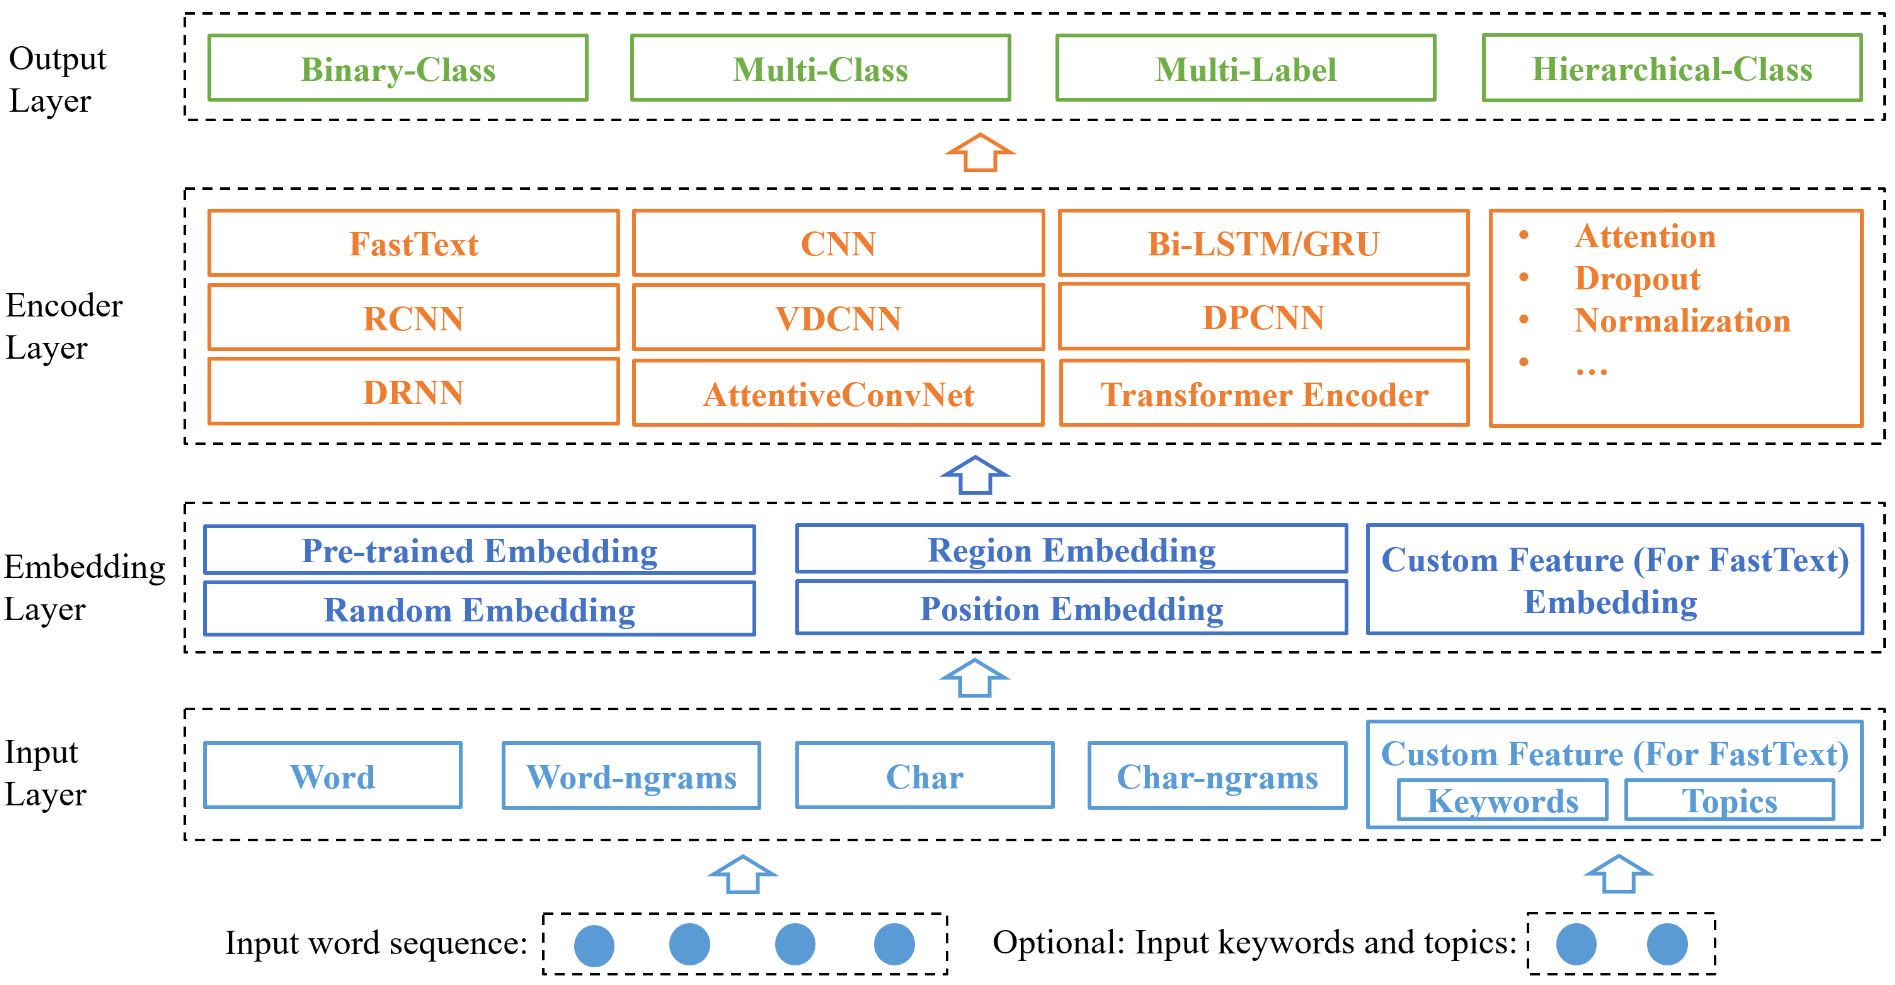 Output
Layer
Binary-Class
Multi-Class
Multi-Label
Hierarchical-Class
Encoder
Layer
FastText
CNN
Bi-LSTM/GRU
RCNN
VDCNN
DPCNN
DRNN
AttentiveConvNet
Transformer Encoder
• Attention
• Dropout
• Normalization
• …
Embedding
Layer
Pre-trained Embedding
Region Embedding
Random Embedding
Position Embedding
Custom Feature (For FastText)
Embedding
Input
Layer
Word
Word-ngrams
Char
Char-ngrams
Custom Feature (For FastText)
Keywords
Topics
Input word sequence:
Optional: Input keywords and topics: